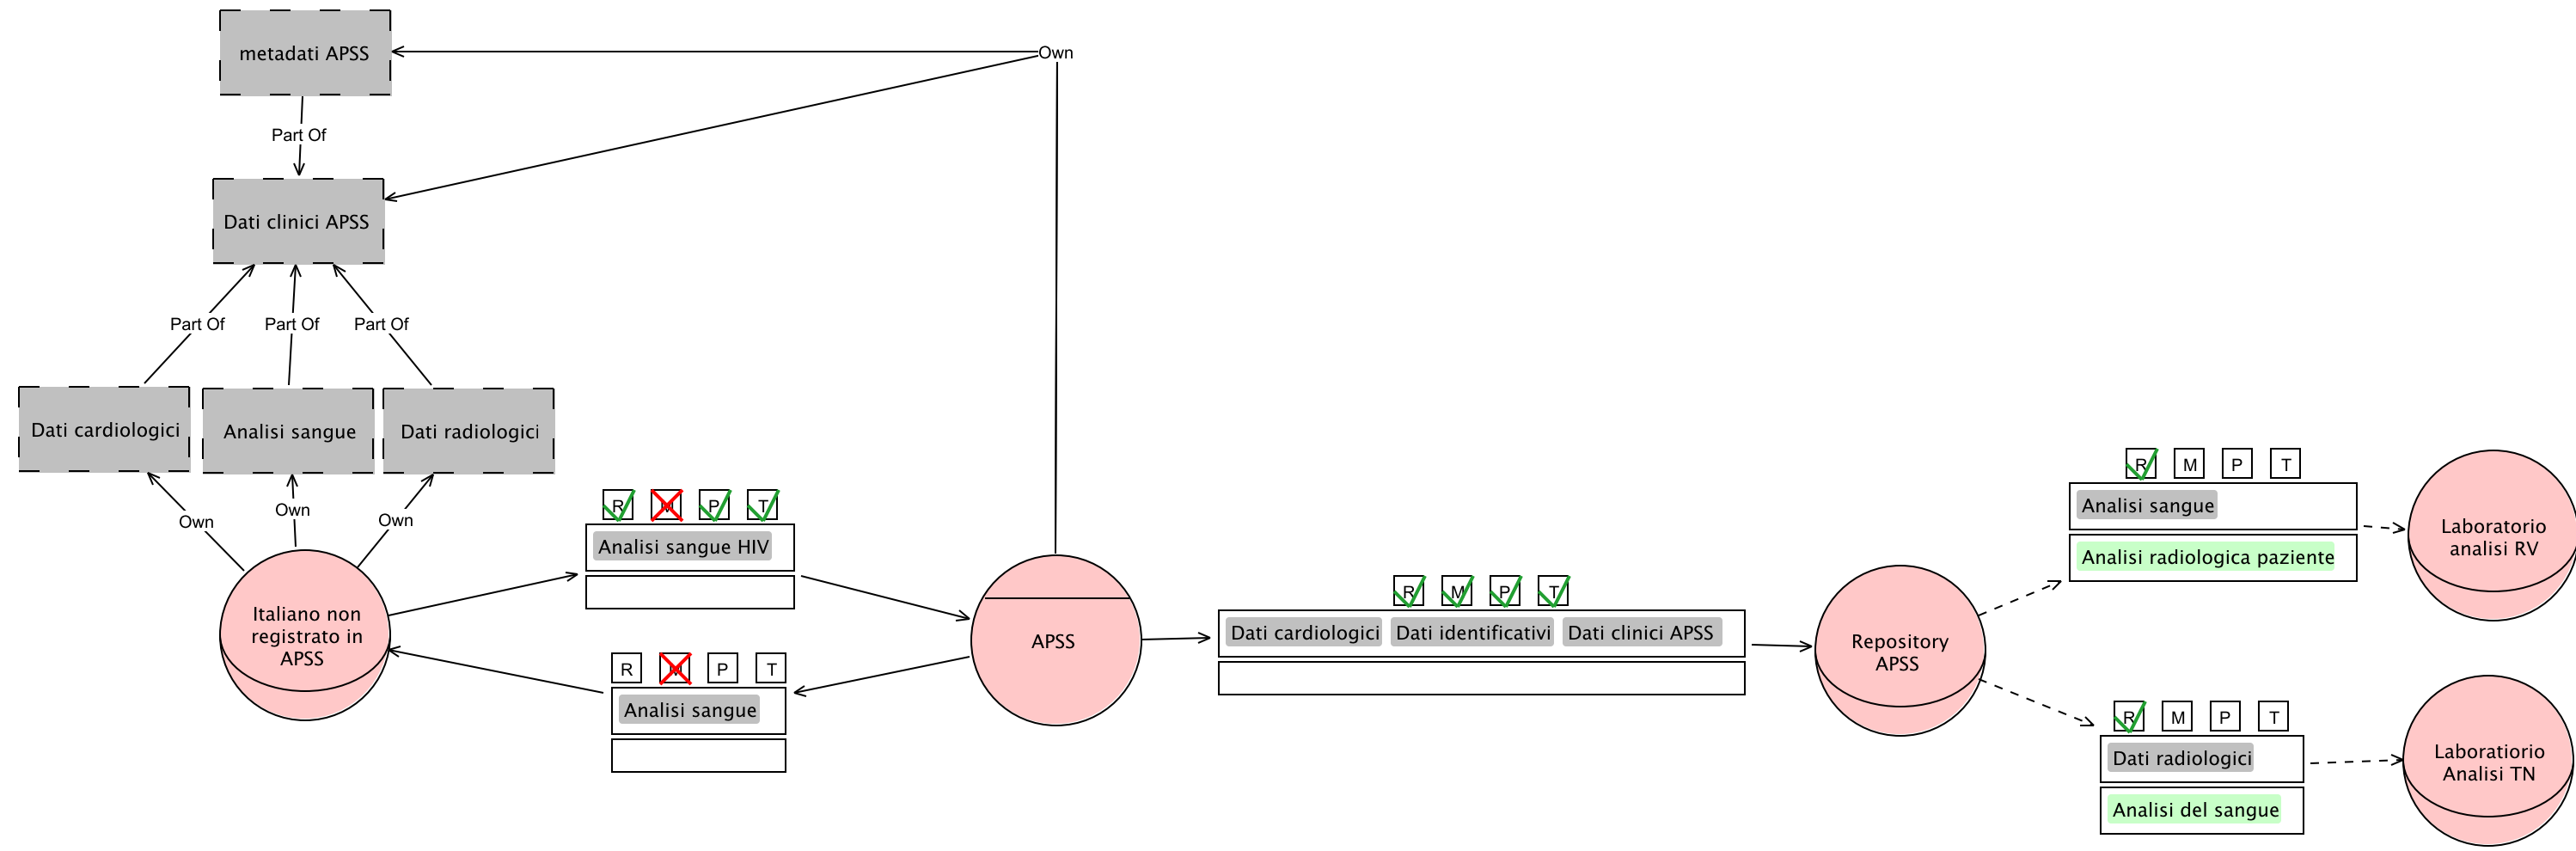 metadati APSS
Own
Part Of
Dati clinici APSS
Part Of
Part Of
Part Of
Dati cardiologici
Analisi sangue
Dati radiologici
Own
Own
Own
Italiano non
registrato in
APSS
R M P T
Analisi sangue HIV
R M P T
Analisi sangue
APSS
R M P T
Dati cardiologici Dati identificativi Dati clinici APSS
Repository
APSS
R M P T
Analisi sangue
Analisi radiologica paziente
Laboratorio
analisi RV
R M P T
Dati radiologici
Analisi del sangue
Laboratiorio
Analisi TN